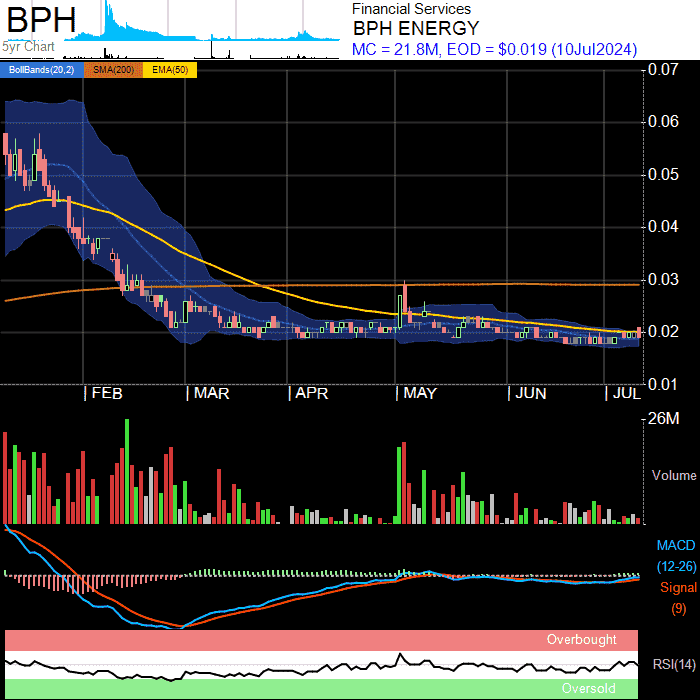 BPH
5yr Chart
Financial Services
BPH ENERGY
MC = 21.8M, EOD = $0.019 (10Jul2024)
BollBands(20,2) SMA(200) EMA(50)
0.07
0.06
0.05
0.04
0.03
0.02
0.01
FEB MAR APR MAY JUN JUL
26M
Volume
MACD
(12-26)
Signal
(9)
Overbought
RSI(14)
Oversold